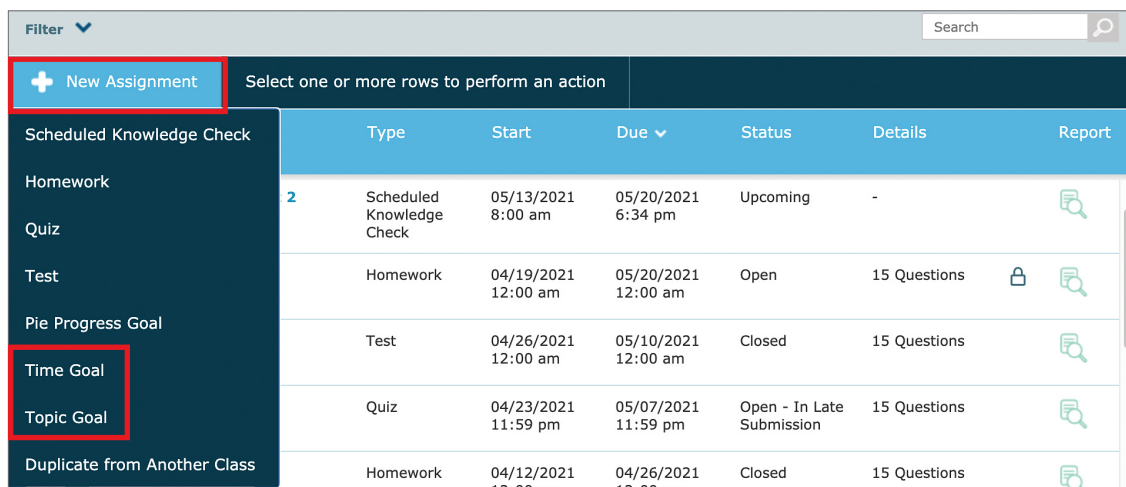 Filter
Search
New Assignment
Select one or more rows to perform an action
Scheduled Knowledge Check
Homework
Quiz
Test
Pie Progress Goal
Time Goal
Topic Goal
Duplicate from Another Class
Type Start Due Status Details Report
2 Scheduled 05/13/2021 05/20/2021 Upcoming -
Knowledge 8:00 am 6:34 pm
Check
Homework 04/19/2021 05/20/2021 Open 15 Questions
12:00 am 12:00 am
Test 04/26/2021 05/10/2021 Closed 15 Questions
12:00 am 12:00 am
Quiz 04/23/2021 05/07/2021 Open - In Late 15 Questions
11:59 pm 11:59 pm Submission
Homework 04/12/2021 04/26/2021 Closed 15 Questions